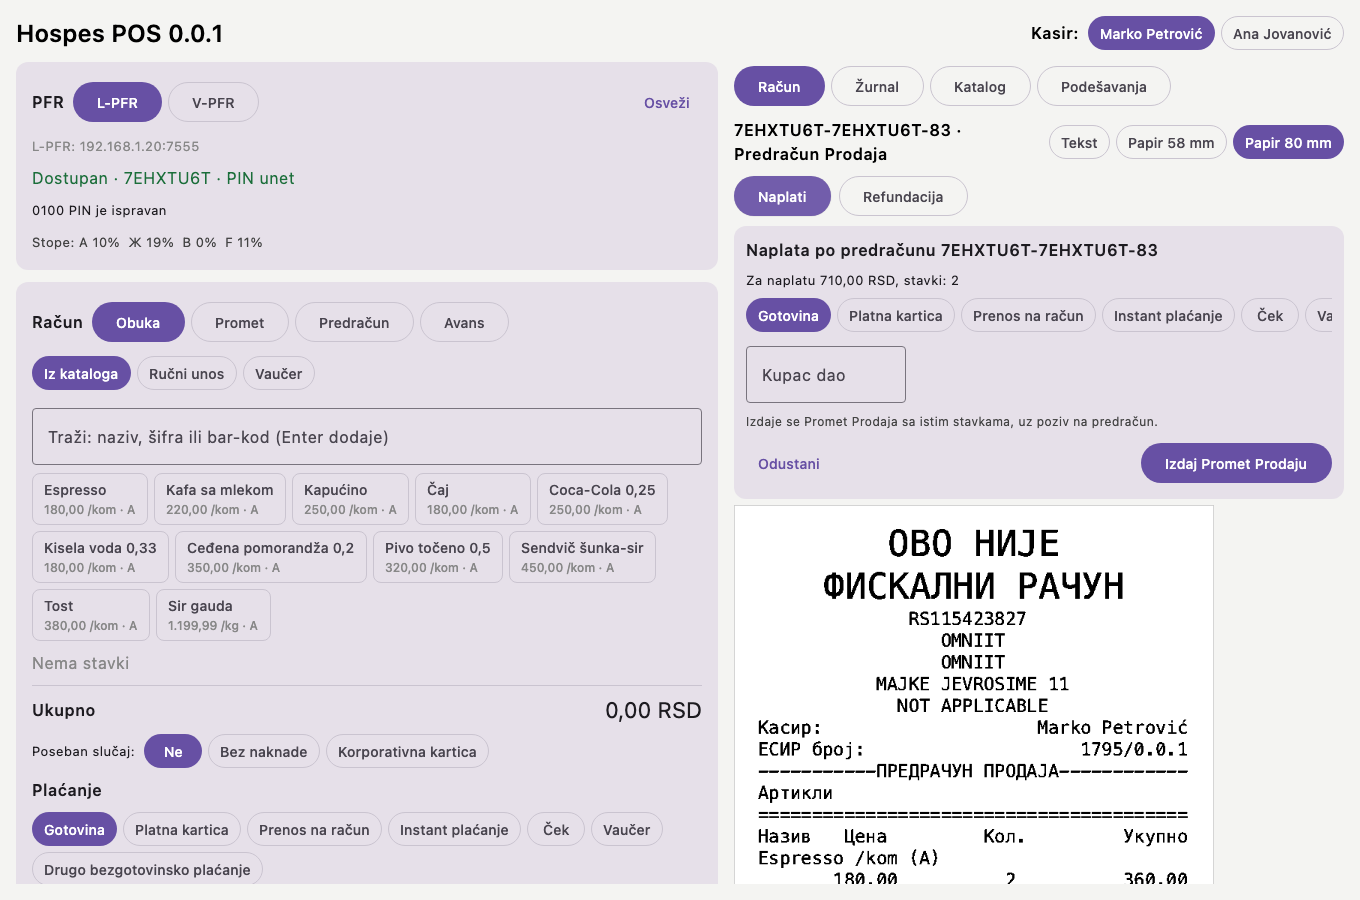 Hospes POS 0.0.1
Kasir: Marko Petrović Ana Jovanović
PFR L-PFR V-PFR Osveži
L-PFR: 192.168.1.20:7555
Dostupan · 7EHXTU6T · PIN unet
0100 PIN je ispravan
Stope: A 10% Ж 19% B 0% F 11%
Račun Obuka Promet Predračun Avans
Iz kataloga Ručni unos Vaučer
Traži: naziv, šifra ili bar-kod (Enter dodaje)
Espresso Kafa sa mlekom Kapućino Čaj Coca-Cola 0,25
180,00 /kom · A 220,00 /kom · A 250,00 /kom · A 180,00 /kom · A 250,00 /kom · A
Kisela voda 0,33 Ceđena pomorandža 0,2 Pivo točeno 0,5 Sendvič šunka-sir
180,00 /kom · A 350,00 /kom · A 320,00 /kom · A 450,00 /kom · A
Tost Sir gauda
380,00 /kom · A 1.199,99 /kg · A
Nema stavki
Ukupno 0,00 RSD
Poseban slučaj: Ne Bez naknade Korporativna kartica
Plaćanje
Gotovina Platna kartica Prenos na račun Instant plaćanje Ček Vaučer
Drugo bezgotovinsko plaćanje
Račun Žurnal Katalog Podešavanja
7EHXTU6T-7EHXTU6T-83 ·
Predračun Prodaja
Tekst Papir 58 mm Papir 80 mm
Naplati Refundacija
Naplata po predračunu 7EHXTU6T-7EHXTU6T-83
Za naplatu 710,00 RSD, stavki: 2
Gotovina Platna kartica Prenos na račun Instant plaćanje Ček Va
Kupac dao
Izdaje se Promet Prodaja sa istim stavkama, uz poziv na predračun.
Odustani Izdaj Promet Prodaju
ОВО НИЈЕ
ФИСКАЛНИ РАЧУН
RS115423827
OMNIIT
OMNIIT
MAJKE JEVROSIME 11
NOT APPLICABLE
Касир: Marko Petrović
ЕСИР број: 1795/0.0.1
-----------ПРЕДРАЧУН ПРОДАЈА------------
Артикли
========================================
Назив Цена Кол. Укупно
Espresso /kom (A)
180,00 2 360,00